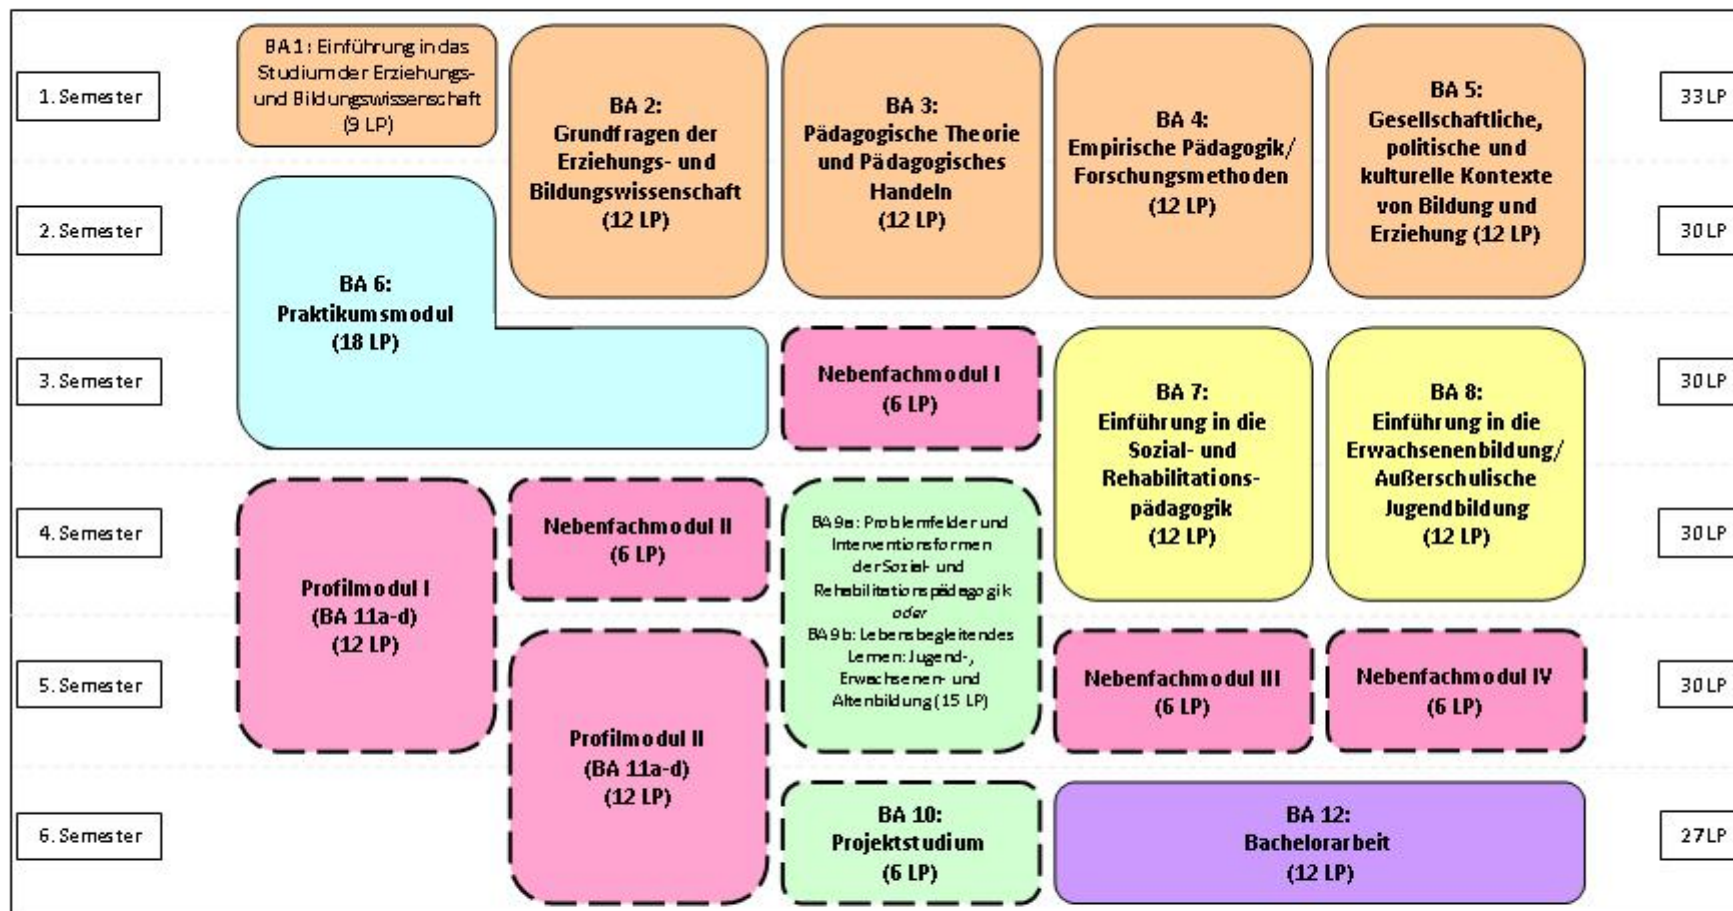 1. Semester
BA 1: Einführung in das
Studium der Erziehungs-
und Bildungswissenschaft
(9 LP)
BA 2:
Grundfragen der
Erziehungs- und
Bildungswissenschaft
(12 LP)
BA 3:
Pädagogische Theorie
und Pädagogisches
Handeln
(12 LP)
BA 4:
Empirische Pädagogik/
Forschungsmethoden
(12 LP)
BA 5:
Gesellschaftliche,
politische und
kulturelle Kontexte
von Bildung und
Erziehung (12 LP)
33 LP
2. Semester
30 LP
BA 6:
Praktikumsmodul
(18 LP)
3. Semester
Nebenfachmodul I
(6 LP)
BA 7:
Einführung in die
Sozial- und
Rehabilitations-
pädagogik
(12 LP)
BA 8:
Einführung in die
Erwachsenenbildung/
Außerschulische
Jugendbildung
(12 LP)
30 LP
4. Semester
Profilmodul I
(BA 11a-d)
(12 LP)
Nebenfachmodul II
(6 LP)
BA 9a: Problemfelder und
Interventionsformen
der Sozial- und
Rehabilitationspädagogik
oder
BA 9b: Lebensbegleitendes
Lernen: Jugend-,
Erwachsenen- und
Altenbildung (15 LP)
30 LP
5. Semester
Profilmodul II
(BA 11a-d)
(12 LP)
Nebenfachmodul III
(6 LP)
Nebenfachmodul IV
(6 LP)
30 LP
6. Semester
BA 10:
Projektstudium
(6 LP)
BA 12:
Bachelorarbeit
(12 LP)
27 LP